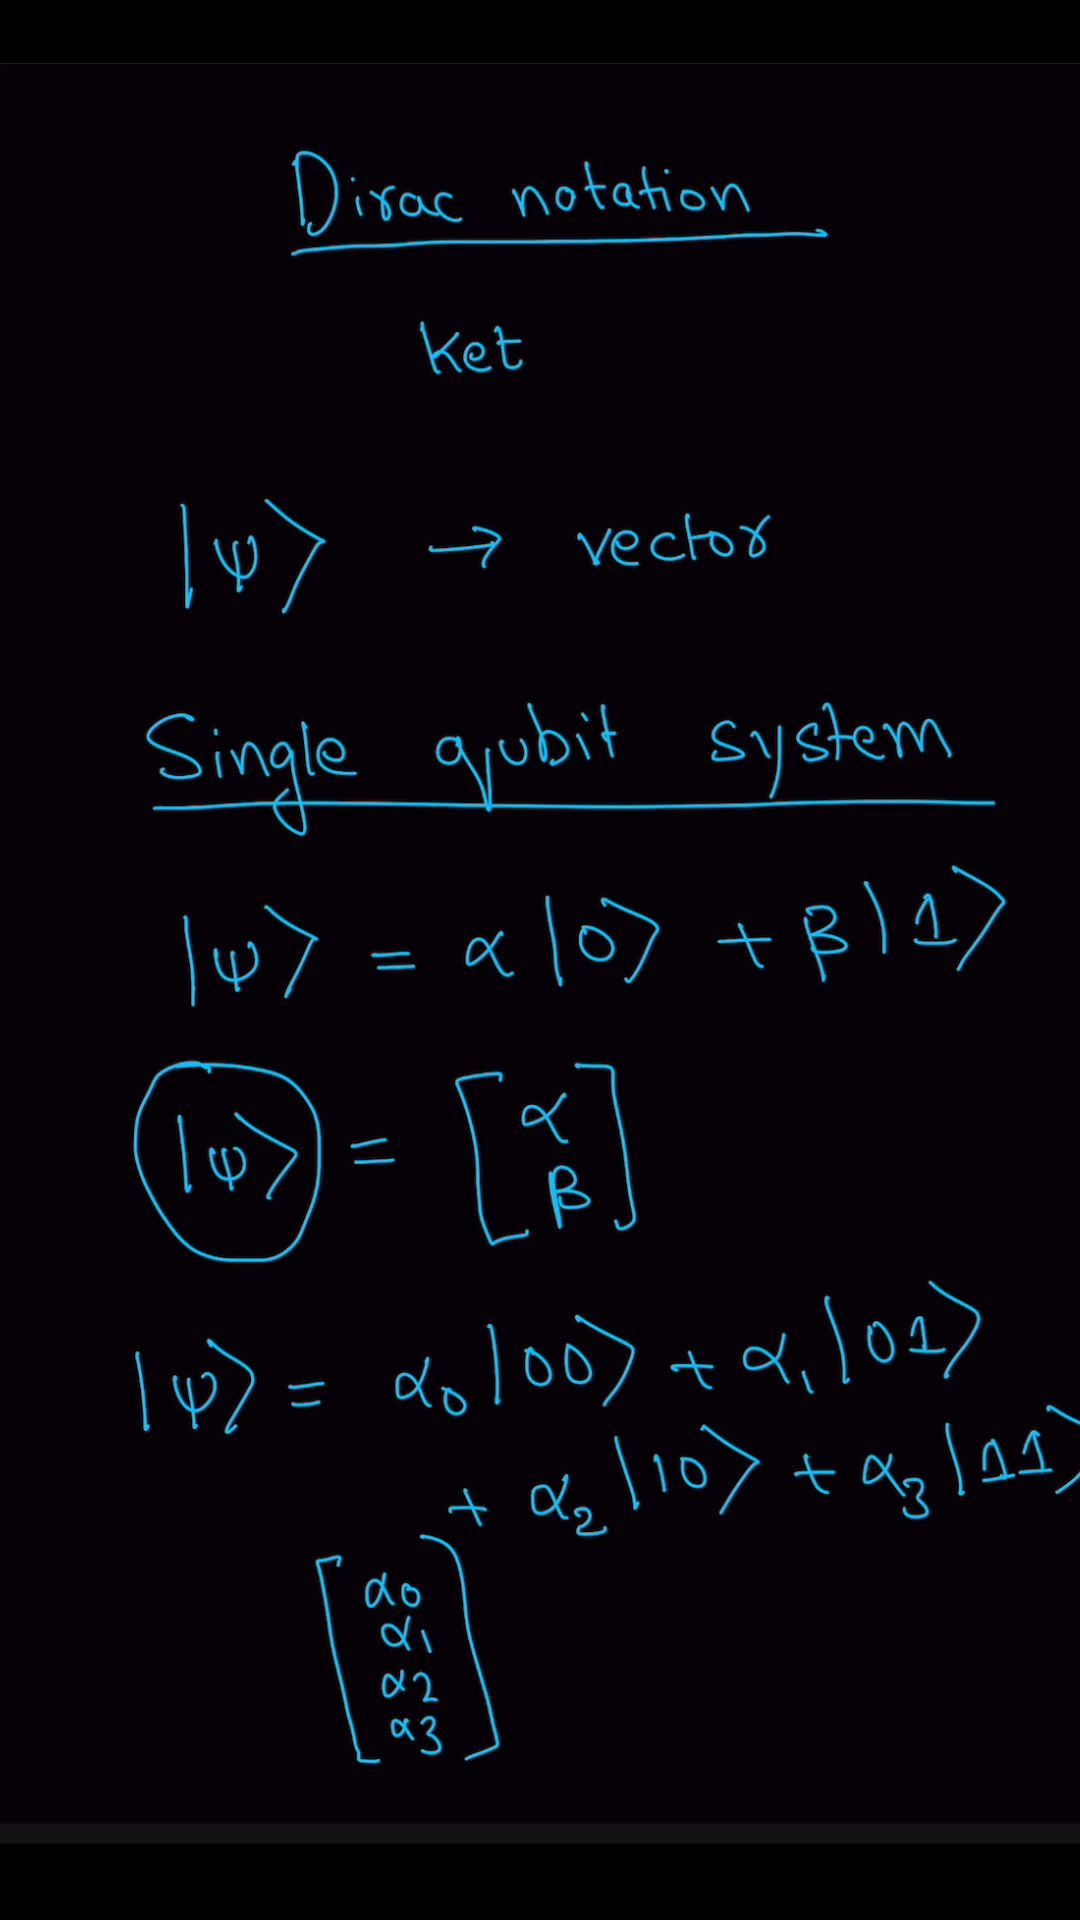 Dirac notation
ket
|ψ⟩ → vector
Single qubit system
|ψ⟩ = α|0⟩ + β|1⟩
|ψ⟩ = [α
β]
|ψ⟩ = α₀|00⟩ + α₁|01⟩
+ α₂|10⟩ + α₃|11⟩
[α0
α1
α2
α3]